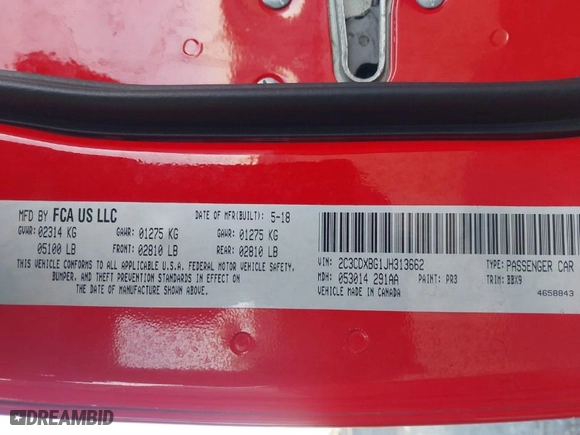 MFD BY FCA US LLC DATE OF MFR(BUILT): 5-18
GVWR: 02314 KG GAWR: 01275 KG GAWR: 01275 KG
05100 LB FRONT: 02810 LB REAR: 02810 LB
THIS VEHICLE CONFORMS TO ALL APPLICABLE U.S.A. FEDERAL MOTOR VEHICLE SAFETY,
BUMPER, AND THEFT PREVENTION STANDARDS IN EFFECT ON
THE DATE OF MANUFACTURE SHOWN ABOVE.
VIN: 2C3CDXBG1JH313662 TYPE: PASSENGER CAR
MDH: 053014 291AA PAINT: PR3 TRIM: BBX9
VEHICLE MADE IN CANADA 4658843
DREAMBID